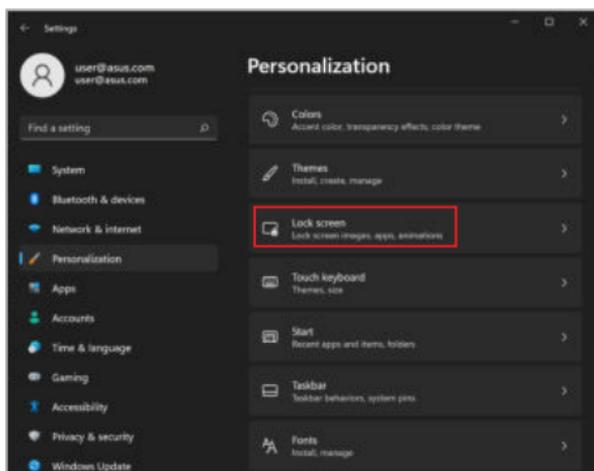 Settings
user@asus.com
user@asus.com
Find a setting
System
Bluetooth & devices
Network & internet
Personalization
Apps
Accounts
Time & language
Gaming
Accessibility
Privacy & security
Windows Update
Personalization
Colors
Accent color, transparency effects, color theme
Themes
Install, create, manage
Lock screen
Lock screen images, apps, animations
Touch keyboard
Themes, size
Start
Recent apps and items, folders
Taskbar
Taskbar behaviors, system pins
Fonts
Install, manage